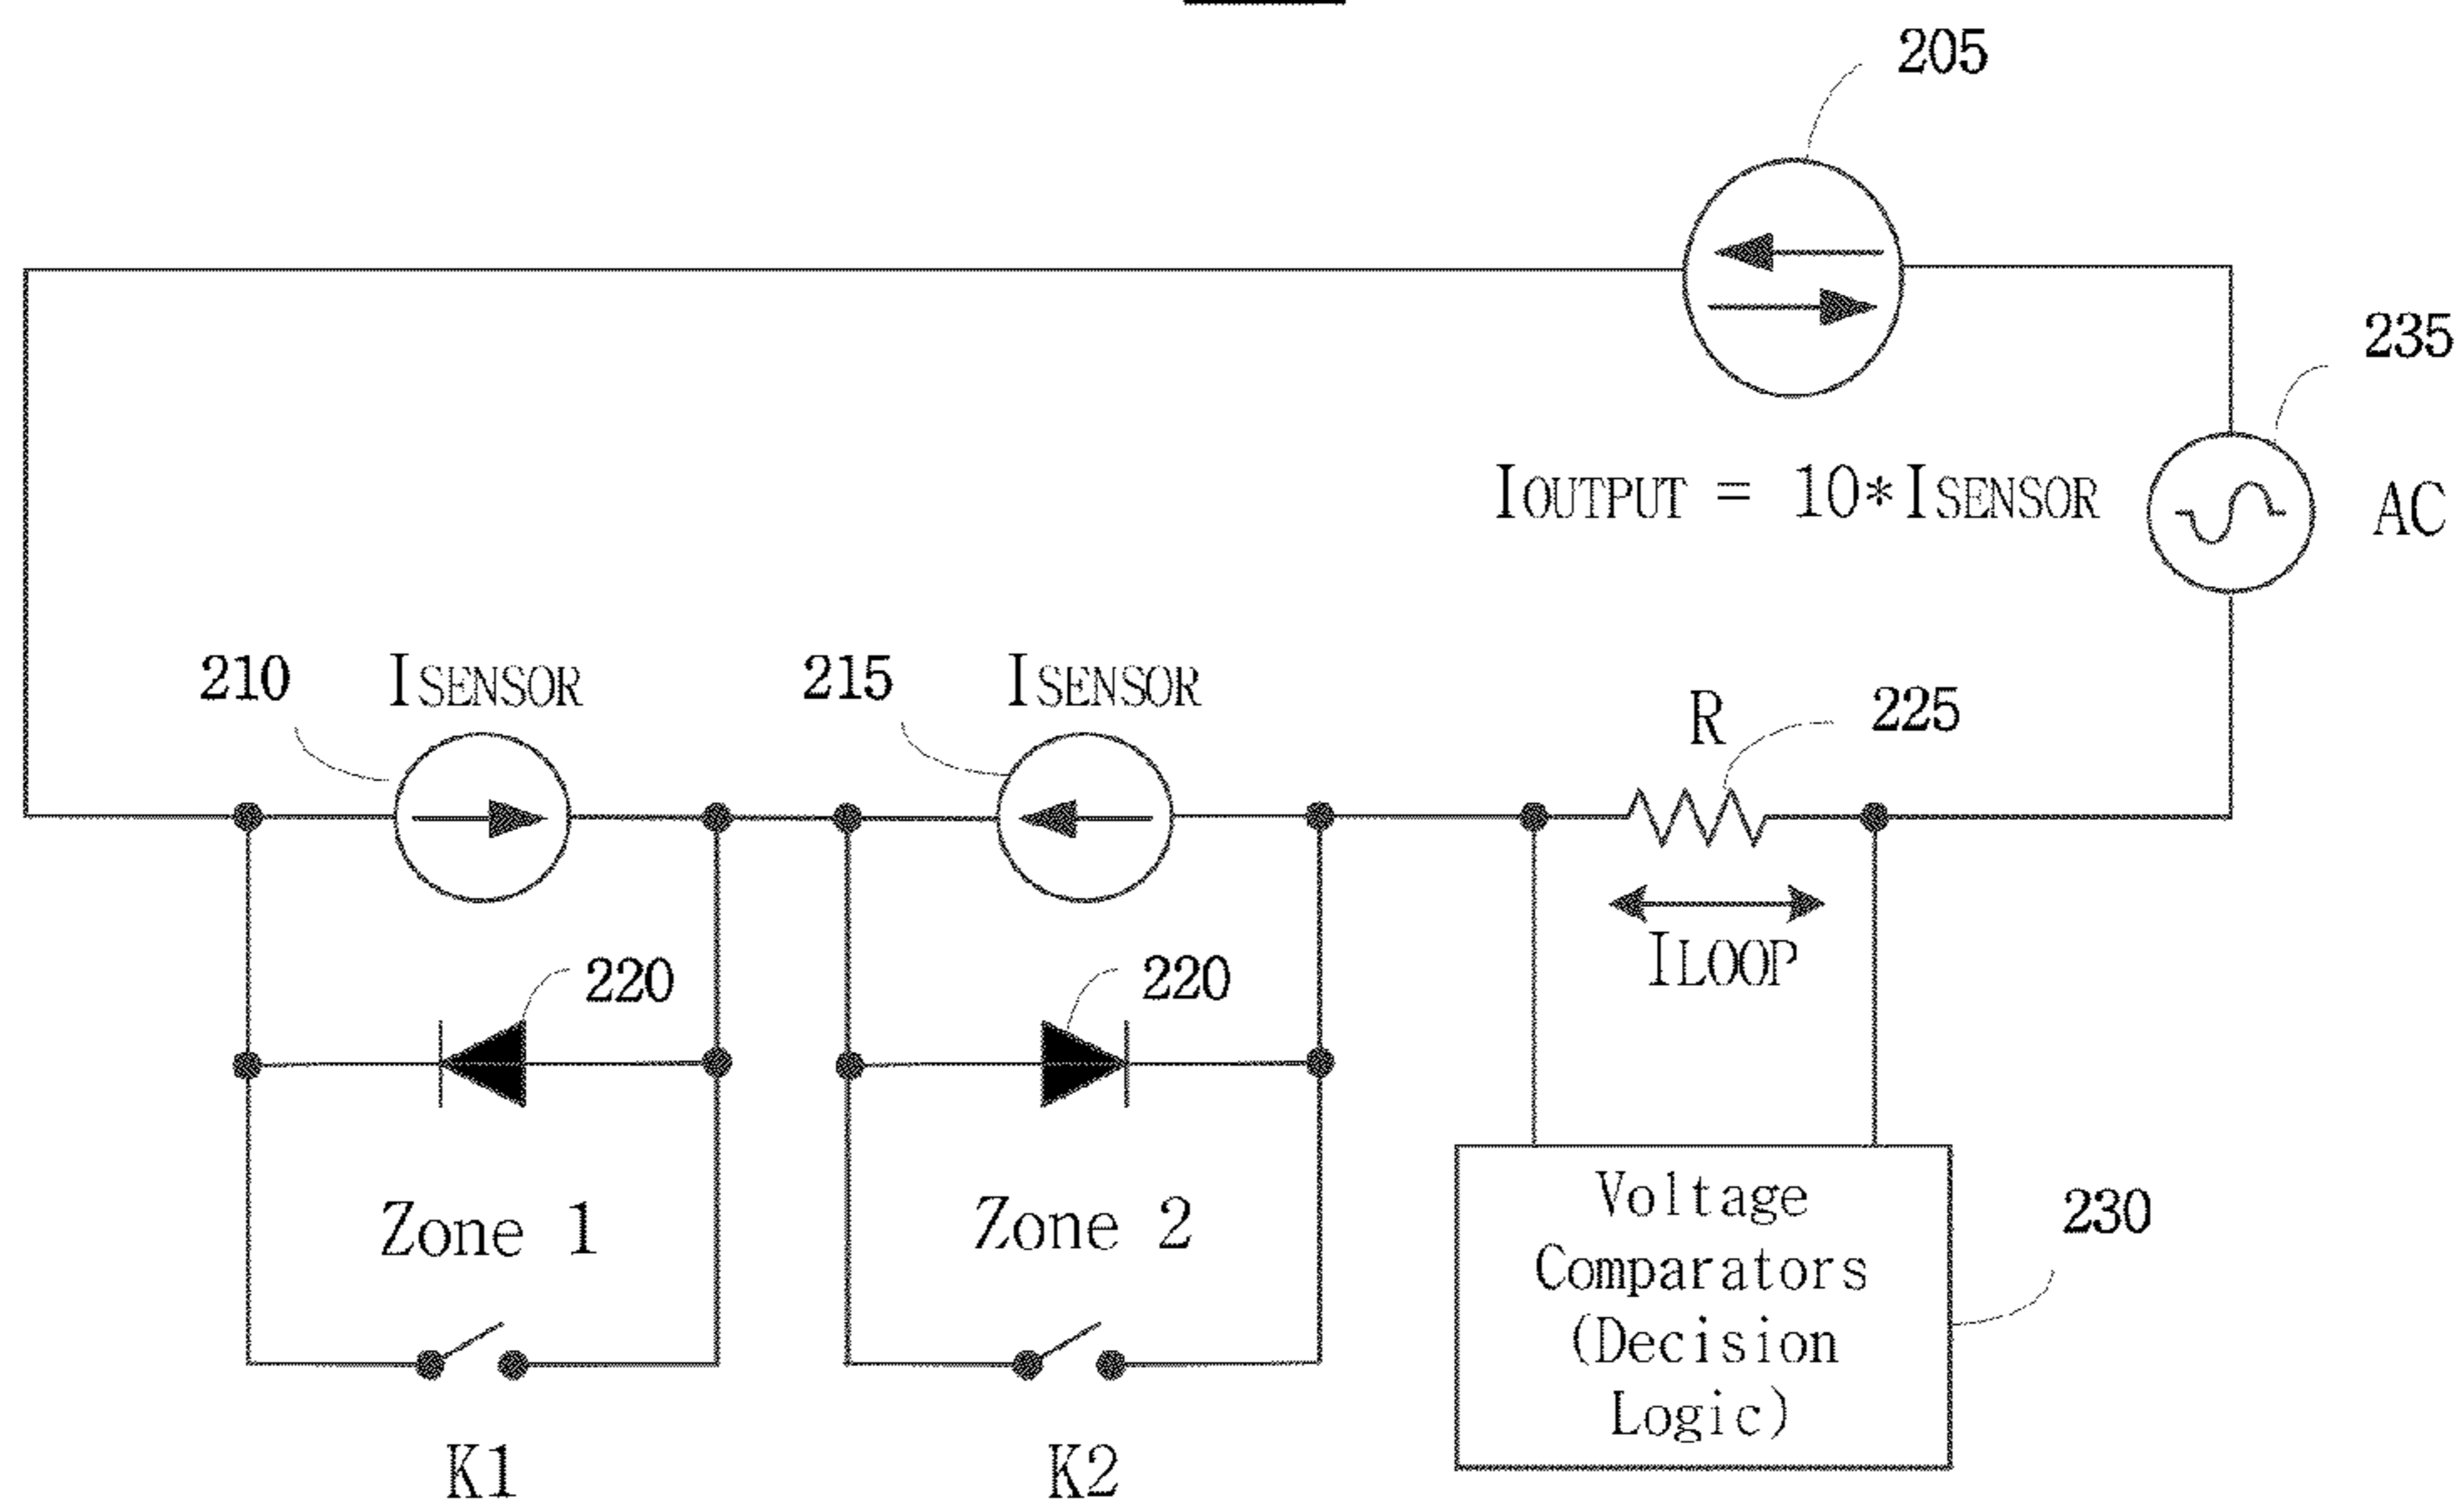 205
235
IOUTPUT = 10*ISENSOR
AC
210
ISENSOR
215
ISENSOR
R
225
ILOOP
220
220
Zone 1
Zone 2
Voltage
Comparators
(Decision
Logic)
230
K1
K2